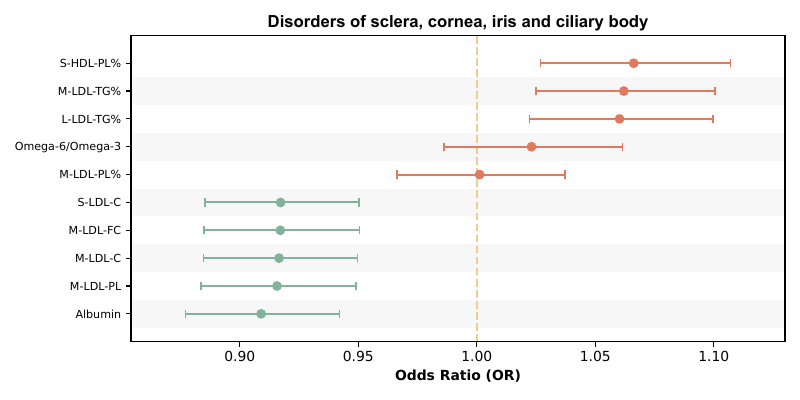 Disorders of sclera, cornea, iris and ciliary body
S-HDL-PL%
M-LDL-TG%
L-LDL-TG%
Omega-6/Omega-3
M-LDL-PL%
S-LDL-C
M-LDL-FC
M-LDL-C
M-LDL-PL
Albumin
0.90 0.95 1.00 1.05 1.10
Odds Ratio (OR)